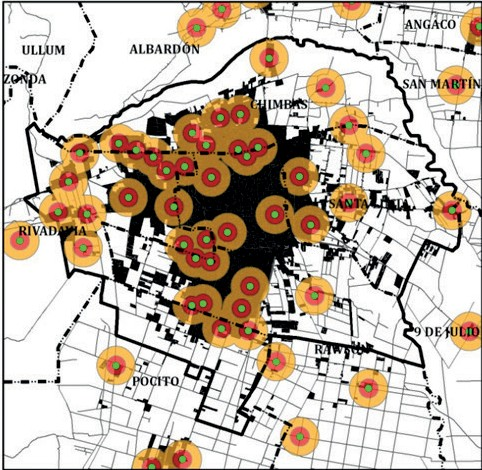 ANGACO
ULLUM
ALBARDÓN
ZONDA
SAN MARTÍN
CHIMBAS
SANTA LUCÍA
RIVADAVIA
9 DE JULIO
RAWSON
POCITO